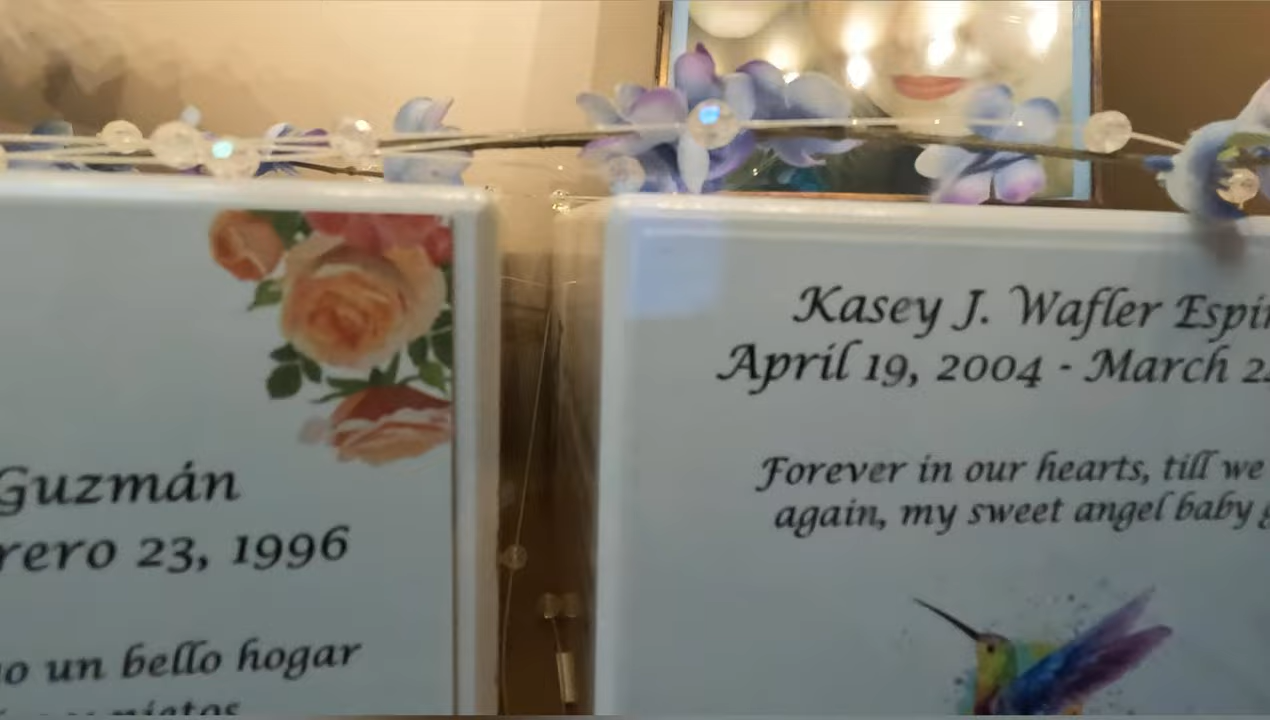 Guzmán
rero 23, 1996
o un bello hogar
nietos
Kasey J. Wafler Espi
April 19, 2004 - March 2
Forever in our hearts, till we
again, my sweet angel baby g